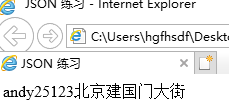 JSON 练习 - Internet Explorer
C:\Users\hgfhsdf\Deskto
JSON 练习
andy25123北京建国门大街